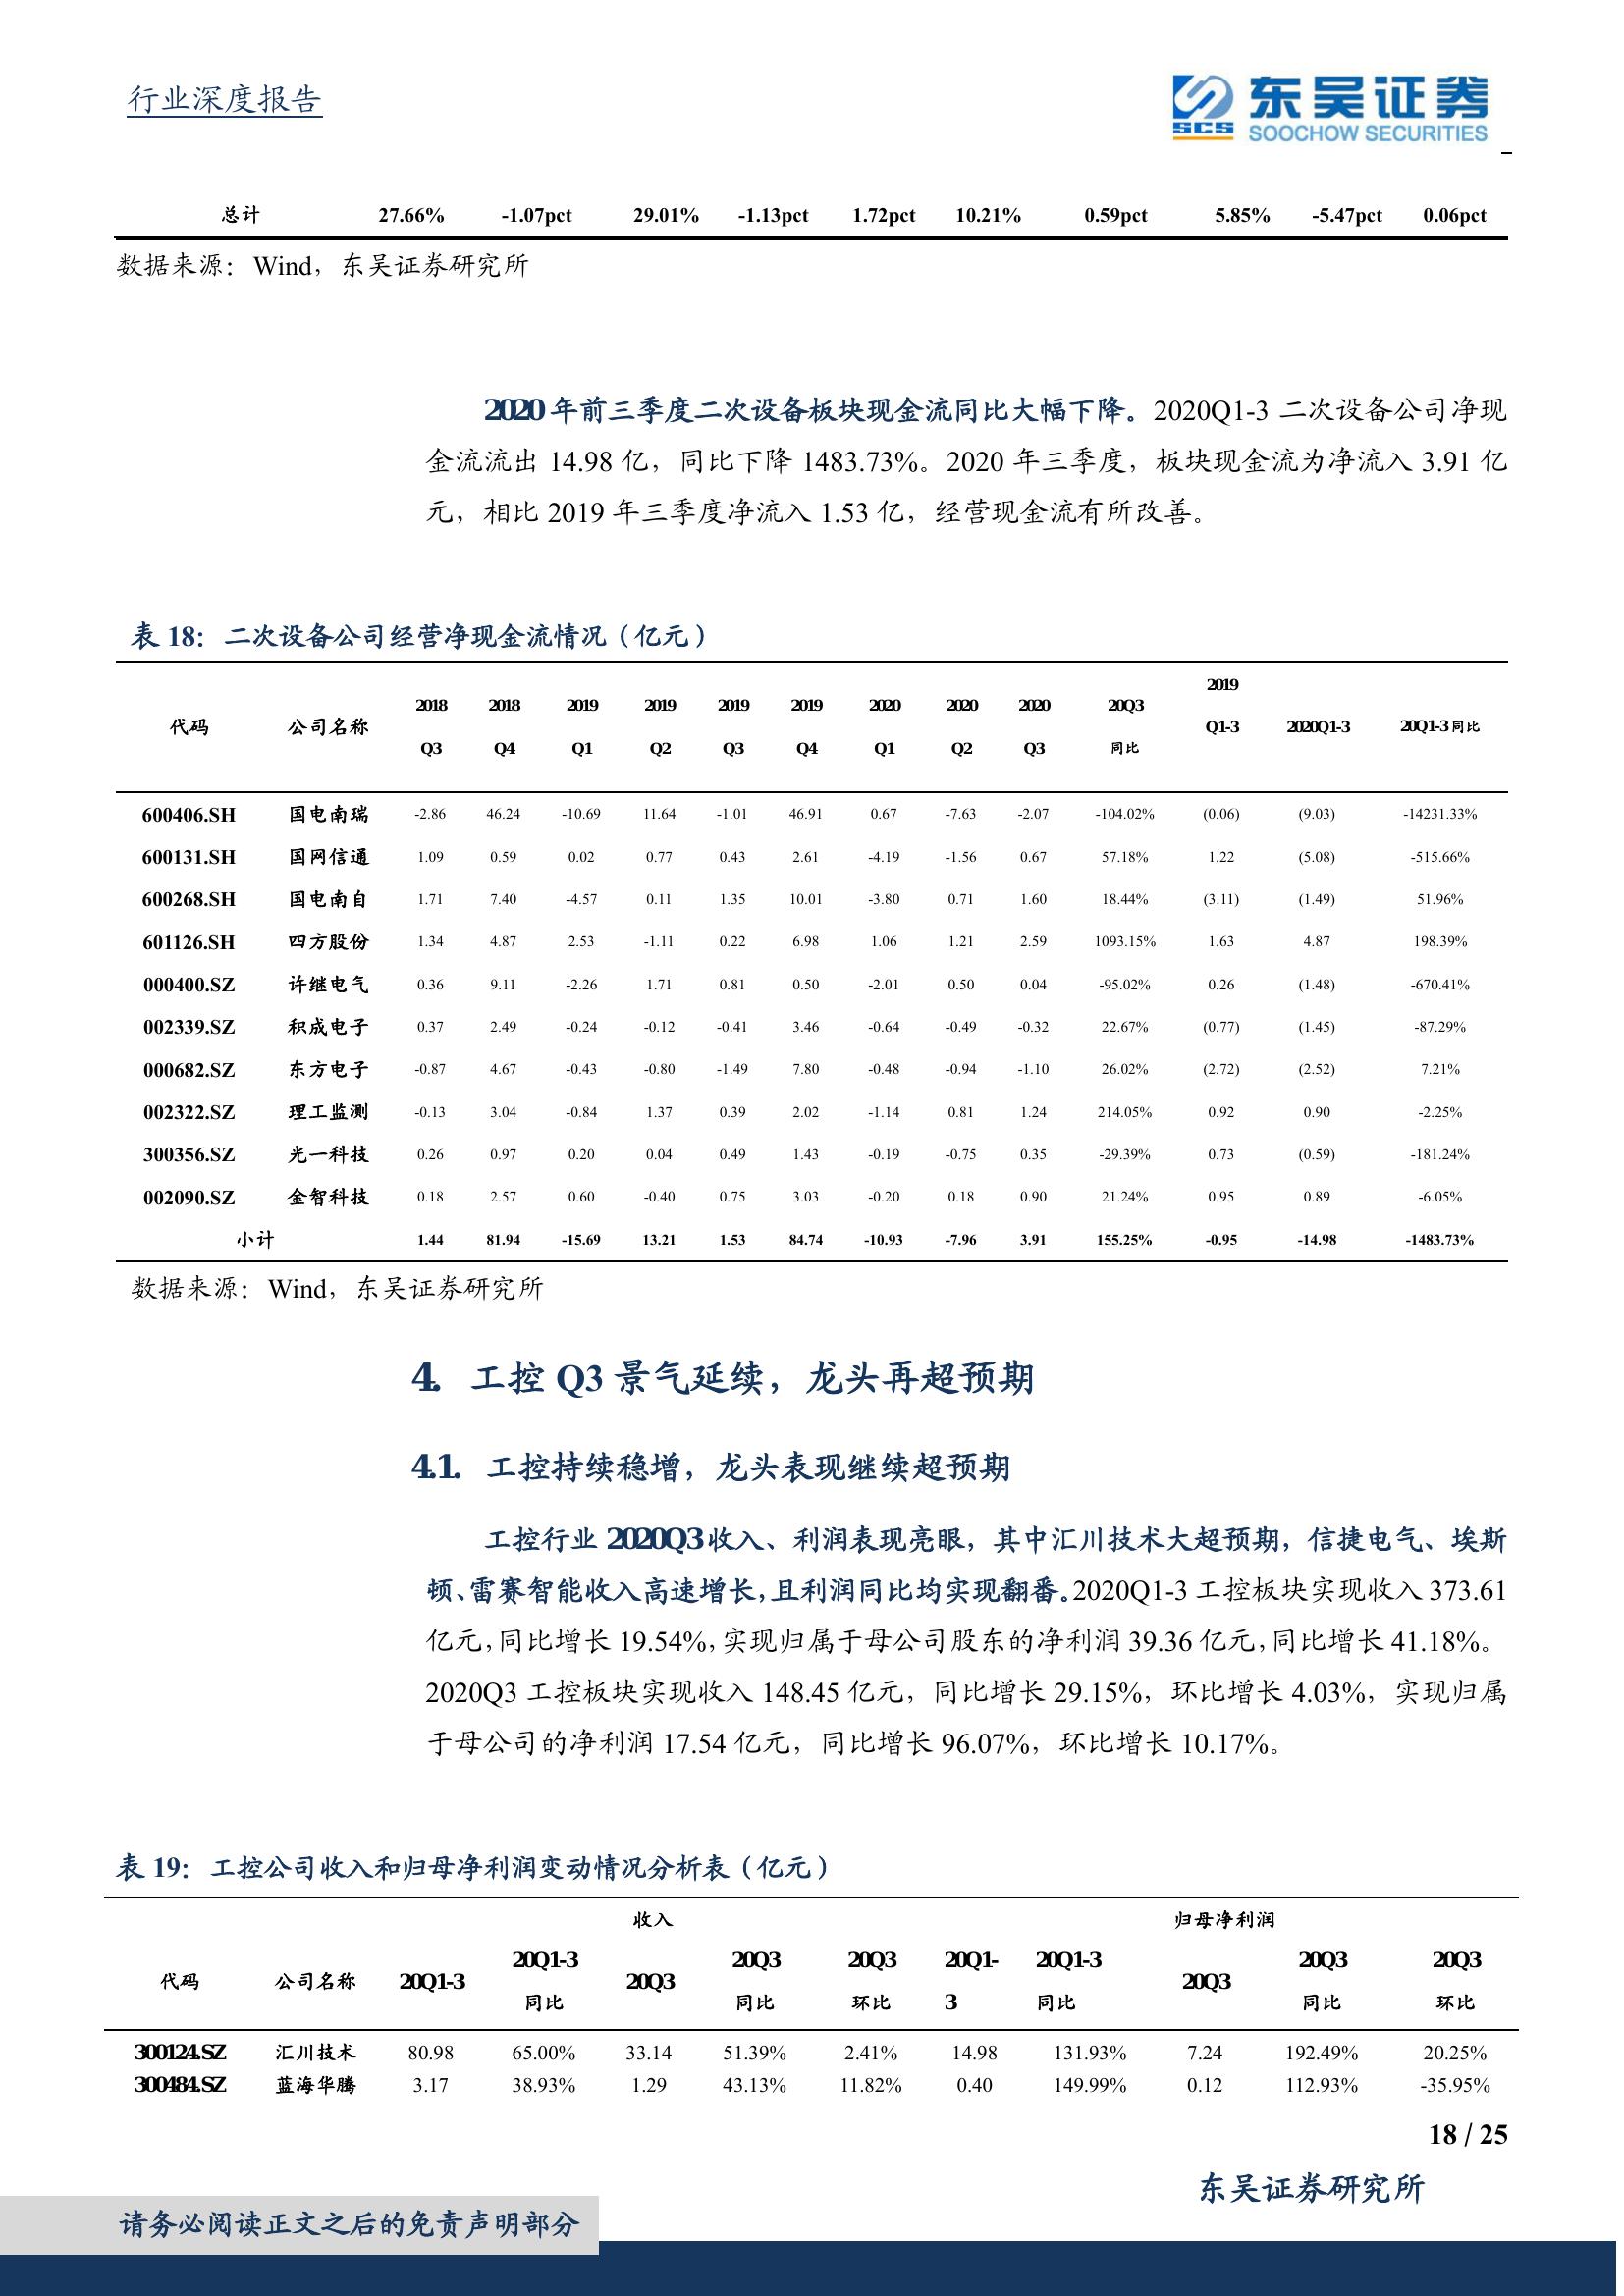 行业深度报告
东吴证券
SCS SOOCHOW SECURITIES
总计 27.66% -1.07pct 29.01% -1.13pct 1.72pct 10.21% 0.59pct 5.85% -5.47pct 0.06pct
数据来源：Wind，东吴证券研究所
2020 年前三季度二次设备板块现金流同比大幅下降。2020Q1-3 二次设备公司净现
金流流出 14.98 亿，同比下降 1483.73%。2020 年三季度，板块现金流为净流入 3.91 亿
元，相比 2019 年三季度净流入 1.53 亿，经营现金流有所改善。
表 18：二次设备公司经营净现金流情况（亿元）
代码 公司名称 2018 Q3 2018 Q4 2019 Q1 2019 Q2 2019 Q3 2019 Q4 2020 Q1 2020 Q2 2020 Q3 20Q3 同比 2019 Q1-3 2020Q1-3 20Q1-3 同比
600406.SH 国电南瑞 -2.86 46.24 -10.69 11.64 -1.01 46.91 0.67 -7.63 -2.07 -104.02% (0.06) (9.03) -14231.33%
600131.SH 国网信通 1.09 0.59 0.02 0.77 0.43 2.61 -4.19 -1.56 0.67 57.18% 1.22 (5.08) -515.66%
600268.SH 国电南自 1.71 7.40 -4.57 0.11 1.35 10.01 -3.80 0.71 1.60 18.44% (3.11) (1.49) 51.96%
601126.SH 四方股份 1.34 4.87 2.53 -1.11 0.22 6.98 1.06 1.21 2.59 1093.15% 1.63 4.87 198.39%
000400.SZ 许继电气 0.36 9.11 -2.26 1.71 0.81 0.50 -2.01 0.50 0.04 -95.02% 0.26 (1.48) -670.41%
002339.SZ 积成电子 0.37 2.49 -0.24 -0.12 -0.41 3.46 -0.64 -0.49 -0.32 22.67% (0.77) (1.45) -87.29%
000682.SZ 东方电子 -0.87 4.67 -0.43 -0.80 -1.49 7.80 -0.48 -0.94 -1.10 26.02% (2.72) (2.52) 7.21%
002322.SZ 理工监测 -0.13 3.04 -0.84 1.37 0.39 2.02 -1.14 0.81 1.24 214.05% 0.92 0.90 -2.25%
300356.SZ 光一科技 0.26 0.97 0.20 0.04 0.49 1.43 -0.19 -0.75 0.35 -29.39% 0.73 (0.59) -181.24%
002090.SZ 金智科技 0.18 2.57 0.60 -0.40 0.75 3.03 -0.20 0.18 0.90 21.24% 0.95 0.89 -6.05%
小计 1.44 81.94 -15.69 13.21 1.53 84.74 -10.93 -7.96 3.91 155.25% -0.95 -14.98 -1483.73%
数据来源：Wind，东吴证券研究所
4. 工控 Q3 景气延续，龙头再超预期
4.1. 工控持续稳增，龙头表现继续超预期
工控行业 2020Q3 收入、利润表现亮眼，其中汇川技术大超预期，信捷电气、埃斯
顿、雷赛智能收入高速增长，且利润同比均实现翻番。2020Q1-3 工控板块实现收入 373.61
亿元，同比增长 19.54%，实现归属于母公司股东的净利润 39.36 亿元，同比增长 41.18%。
2020Q3 工控板块实现收入 148.45 亿元，同比增长 29.15%，环比增长 4.03%，实现归属
于母公司的净利润 17.54 亿元，同比增长 96.07%，环比增长 10.17%。
表 19：工控公司收入和归母净利润变动情况分析表（亿元）
收入 归母净利润
代码 公司名称 20Q1-3 20Q1-3 同比 20Q3 20Q3 同比 20Q3 环比 20Q1-3 20Q1-3 同比 20Q3 20Q3 同比 20Q3 环比
300124.SZ 汇川技术 80.98 65.00% 33.14 51.39% 2.41% 14.98 131.93% 7.24 192.49% 20.25%
300484.SZ 蓝海华腾 3.17 38.93% 1.29 43.13% 11.82% 0.40 149.99% 0.12 112.93% -35.95%
18 / 25
东吴证券研究所
请务必阅读正文之后的免责声明部分